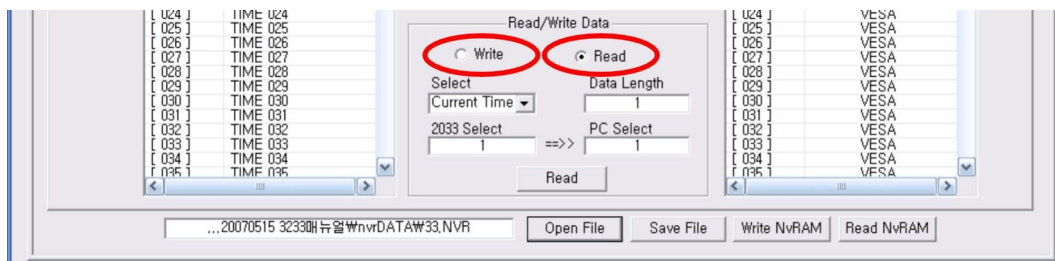 [ 024 ] TIME 024
[ 025 ] TIME 025
[ 026 ] TIME 026
[ 027 ] TIME 027
[ 028 ] TIME 028
[ 029 ] TIME 029
[ 030 ] TIME 030
[ 031 ] TIME 031
[ 032 ] TIME 032
[ 033 ] TIME 033
[ 034 ] TIME 034
[ 035 ] TIME 035
Read/Write Data
Write Read
Select Data Length
Current Time 1
2033 Select PC Select
1 ==>> 1
Read
[ 024 ] VESA
[ 025 ] VESA
[ 026 ] VESA
[ 027 ] VESA
[ 028 ] VESA
[ 029 ] VESA
[ 030 ] VESA
[ 031 ] VESA
[ 032 ] VESA
[ 033 ] VESA
[ 034 ] VESA
[ 035 ] VESA
...20070515 3233매뉴얼₩nvrDATA₩33.NVR Open File Save File Write NvRAM Read NvRAM